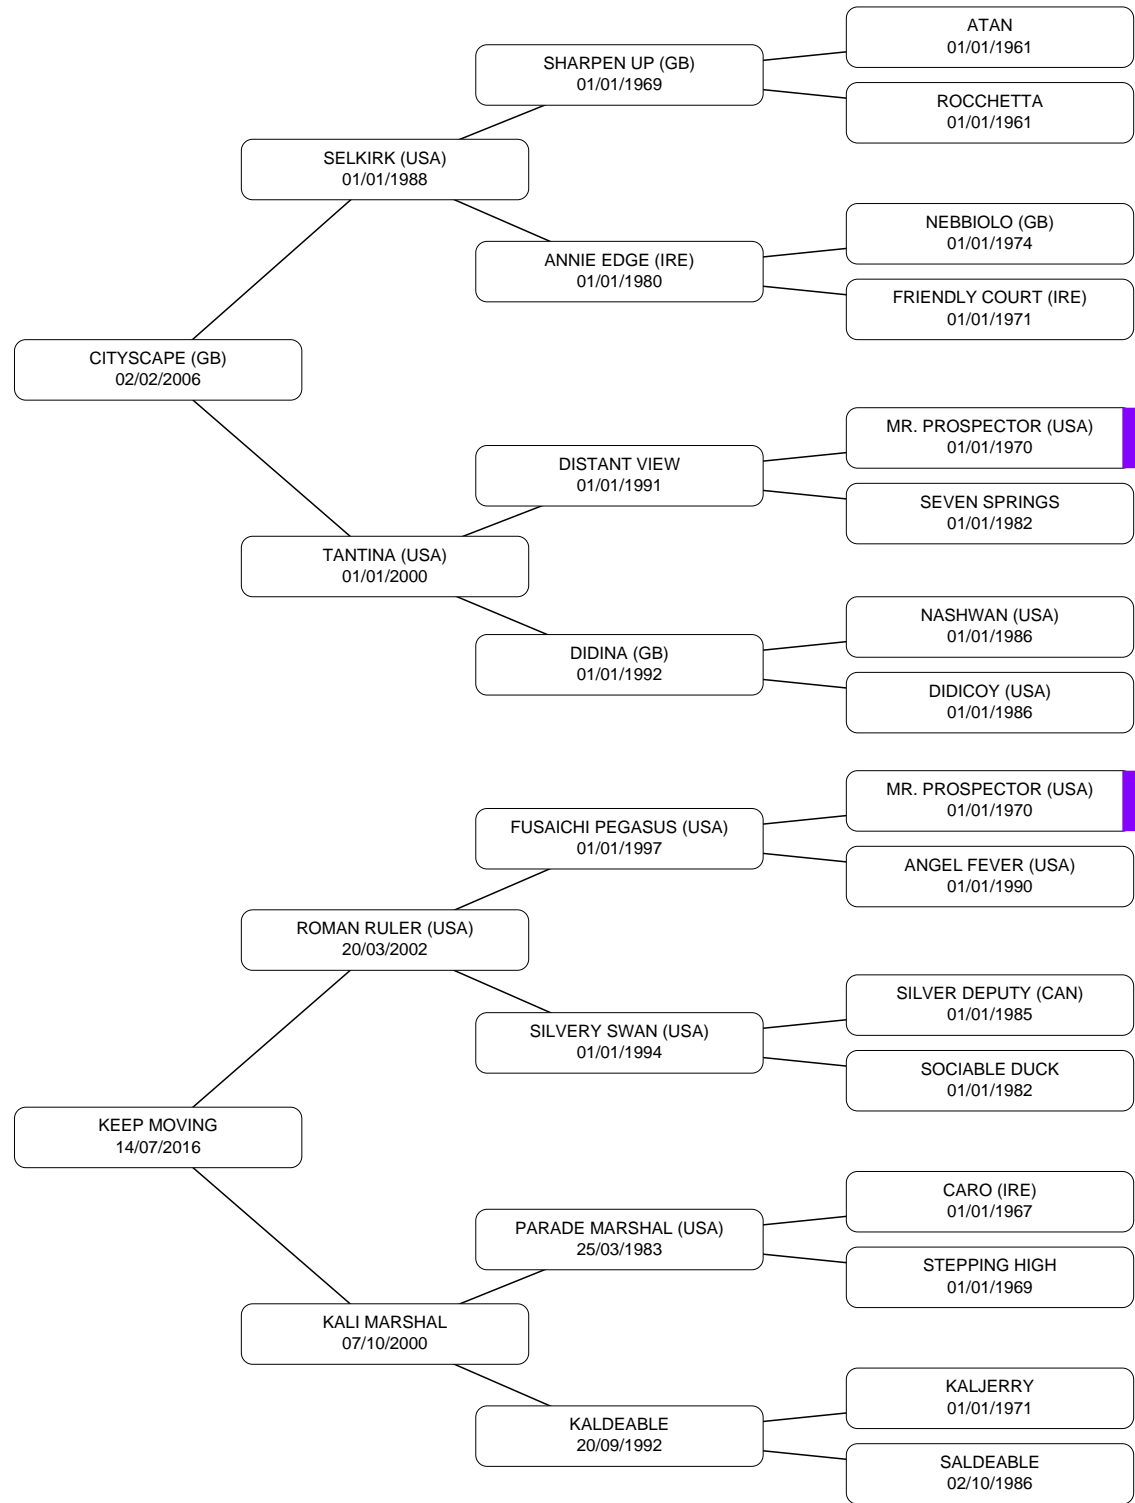 ATAN
01/01/1961
SHARPEN UP (GB)
01/01/1969
ROCCHETTA
01/01/1961
SELKIRK (USA)
01/01/1988
NEBBIOLO (GB)
01/01/1974
ANNIE EDGE (IRE)
01/01/1980
FRIENDLY COURT (IRE)
01/01/1971
CITYSCAPE (GB)
02/02/2006
MR. PROSPECTOR (USA)
01/01/1970
DISTANT VIEW
01/01/1991
SEVEN SPRINGS
01/01/1982
TANTINA (USA)
01/01/2000
NASHWAN (USA)
01/01/1986
DIDINA (GB)
01/01/1992
DIDICOY (USA)
01/01/1986
MR. PROSPECTOR (USA)
01/01/1970
FUSAICHI PEGASUS (USA)
01/01/1997
ANGEL FEVER (USA)
01/01/1990
ROMAN RULER (USA)
20/03/2002
SILVER DEPUTY (CAN)
01/01/1985
SILVERY SWAN (USA)
01/01/1994
SOCIABLE DUCK
01/01/1982
KEEP MOVING
14/07/2016
CARO (IRE)
01/01/1967
PARADE MARSHAL (USA)
25/03/1983
STEPPING HIGH
01/01/1969
KALI MARSHAL
07/10/2000
KALJERRY
01/01/1971
KALDEABLE
20/09/1992
SALDEABLE
02/10/1986